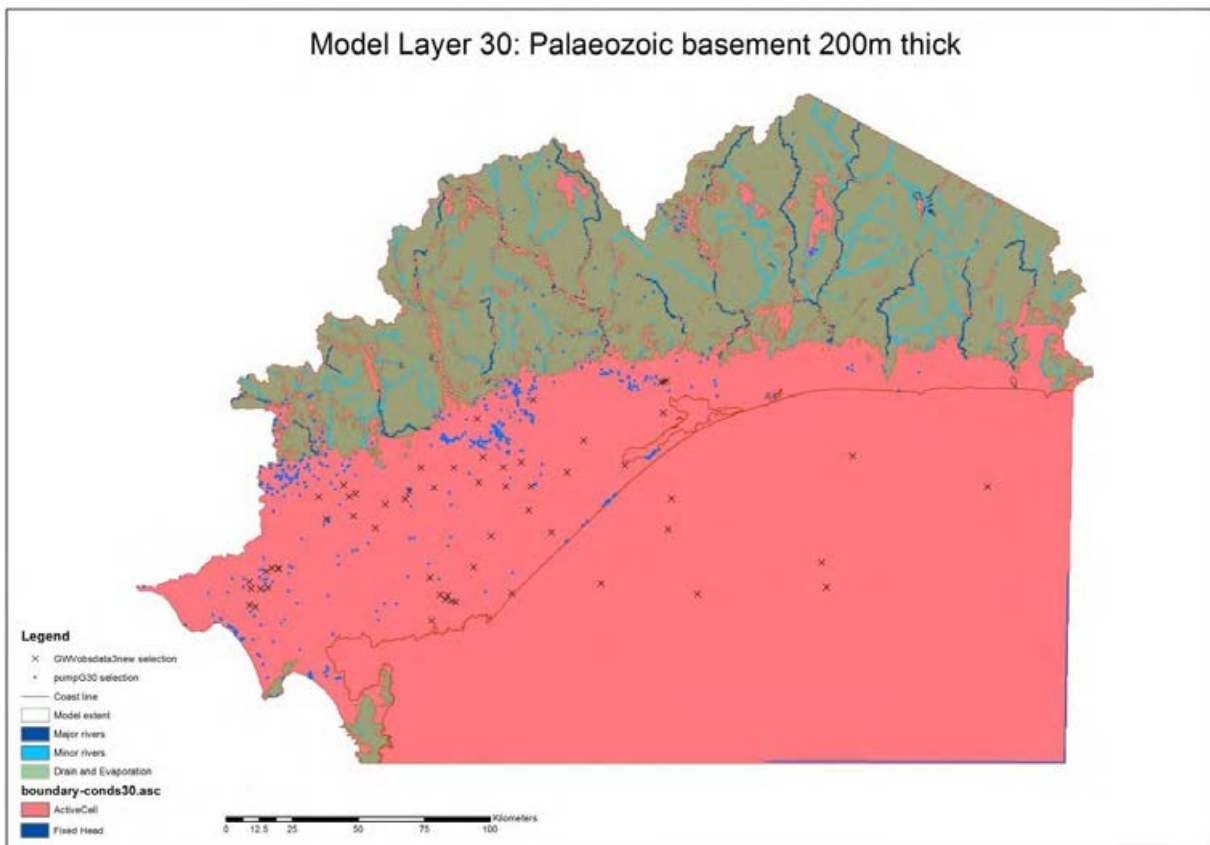 Model Layer 30: Palaeozoic basement 200m thick
Legend
GWVobsdata3new selection
pumpG30 selection
Coast line
Model extent
Major rivers
Minor rivers
Drain and Evaporation
boundary-conds30.asc
ActiveCell
Fixed Head
Kilometers
0 12.5 25 50 75 100